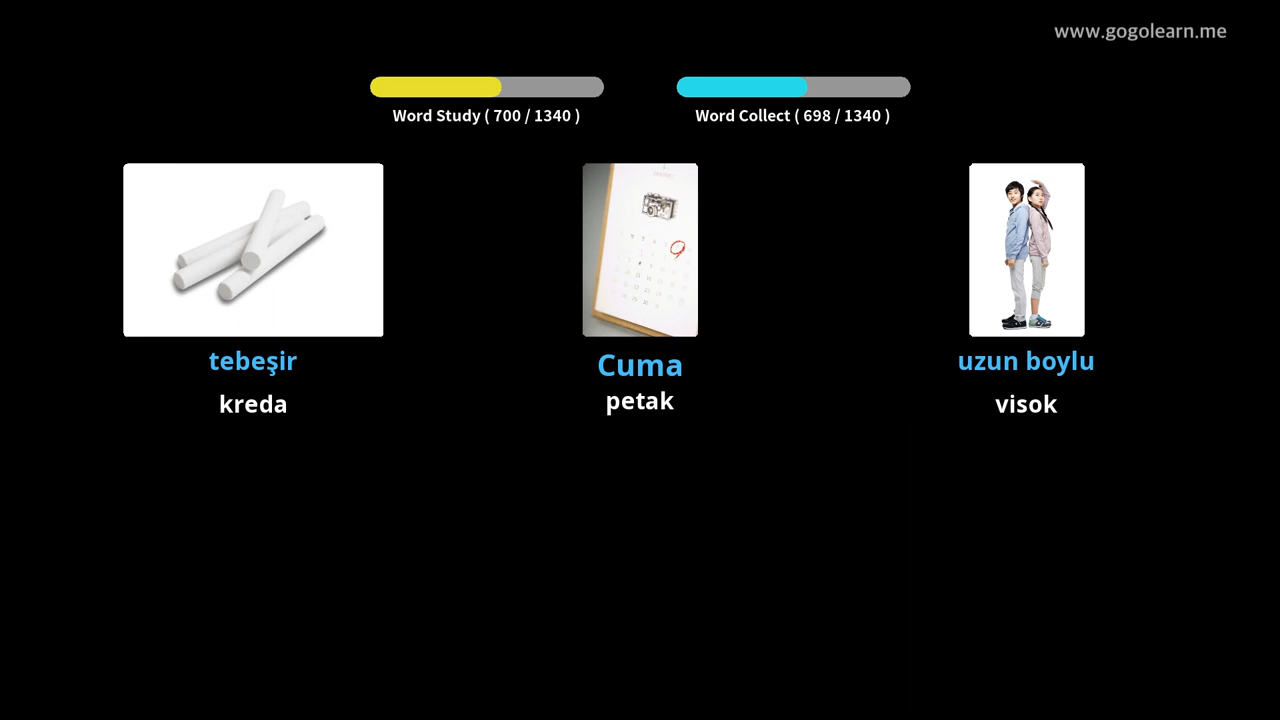 www.gogolearn.me
Word Study ( 700 / 1340 )
Word Collect ( 698 / 1340 )
tebeşir
kreda
Cuma
petak
uzun boylu
visok